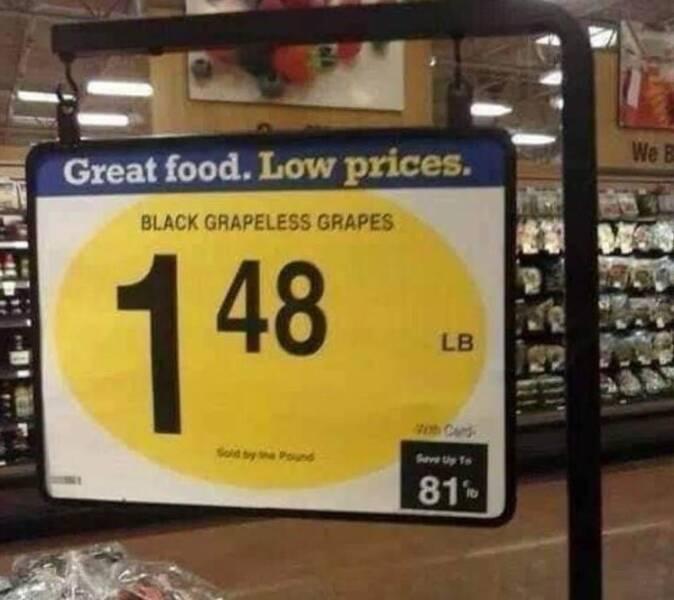 Great food. Low prices.
BLACK GRAPELESS GRAPES
1 48
LB
With Card
Sold by the Pound
Save Up To
81¢ lb
We B